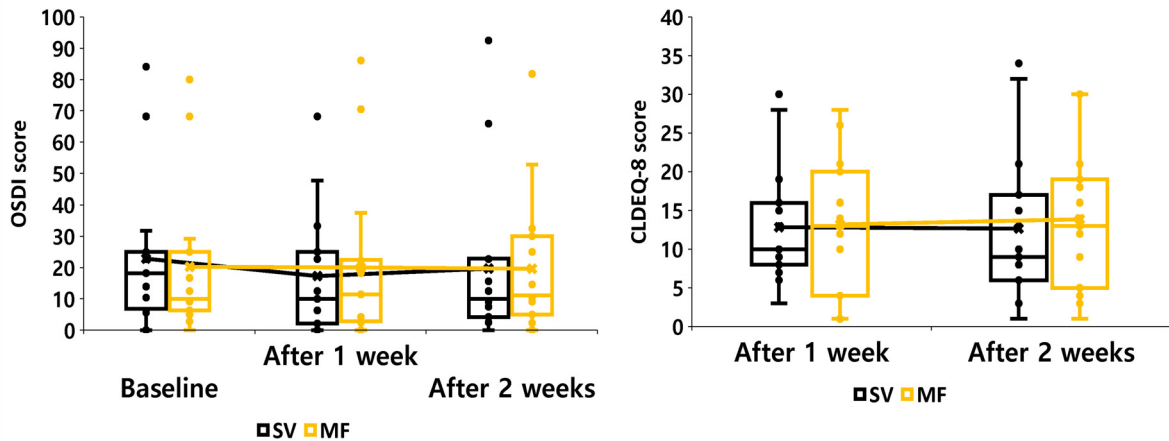 OSDI score
100
90
80
70
60
50
40
30
20
10
0
Baseline
After 1 week
After 2 weeks
SV MF
CLDEQ-8 score
40
35
30
25
20
15
10
5
0
After 1 week
After 2 weeks
SV MF